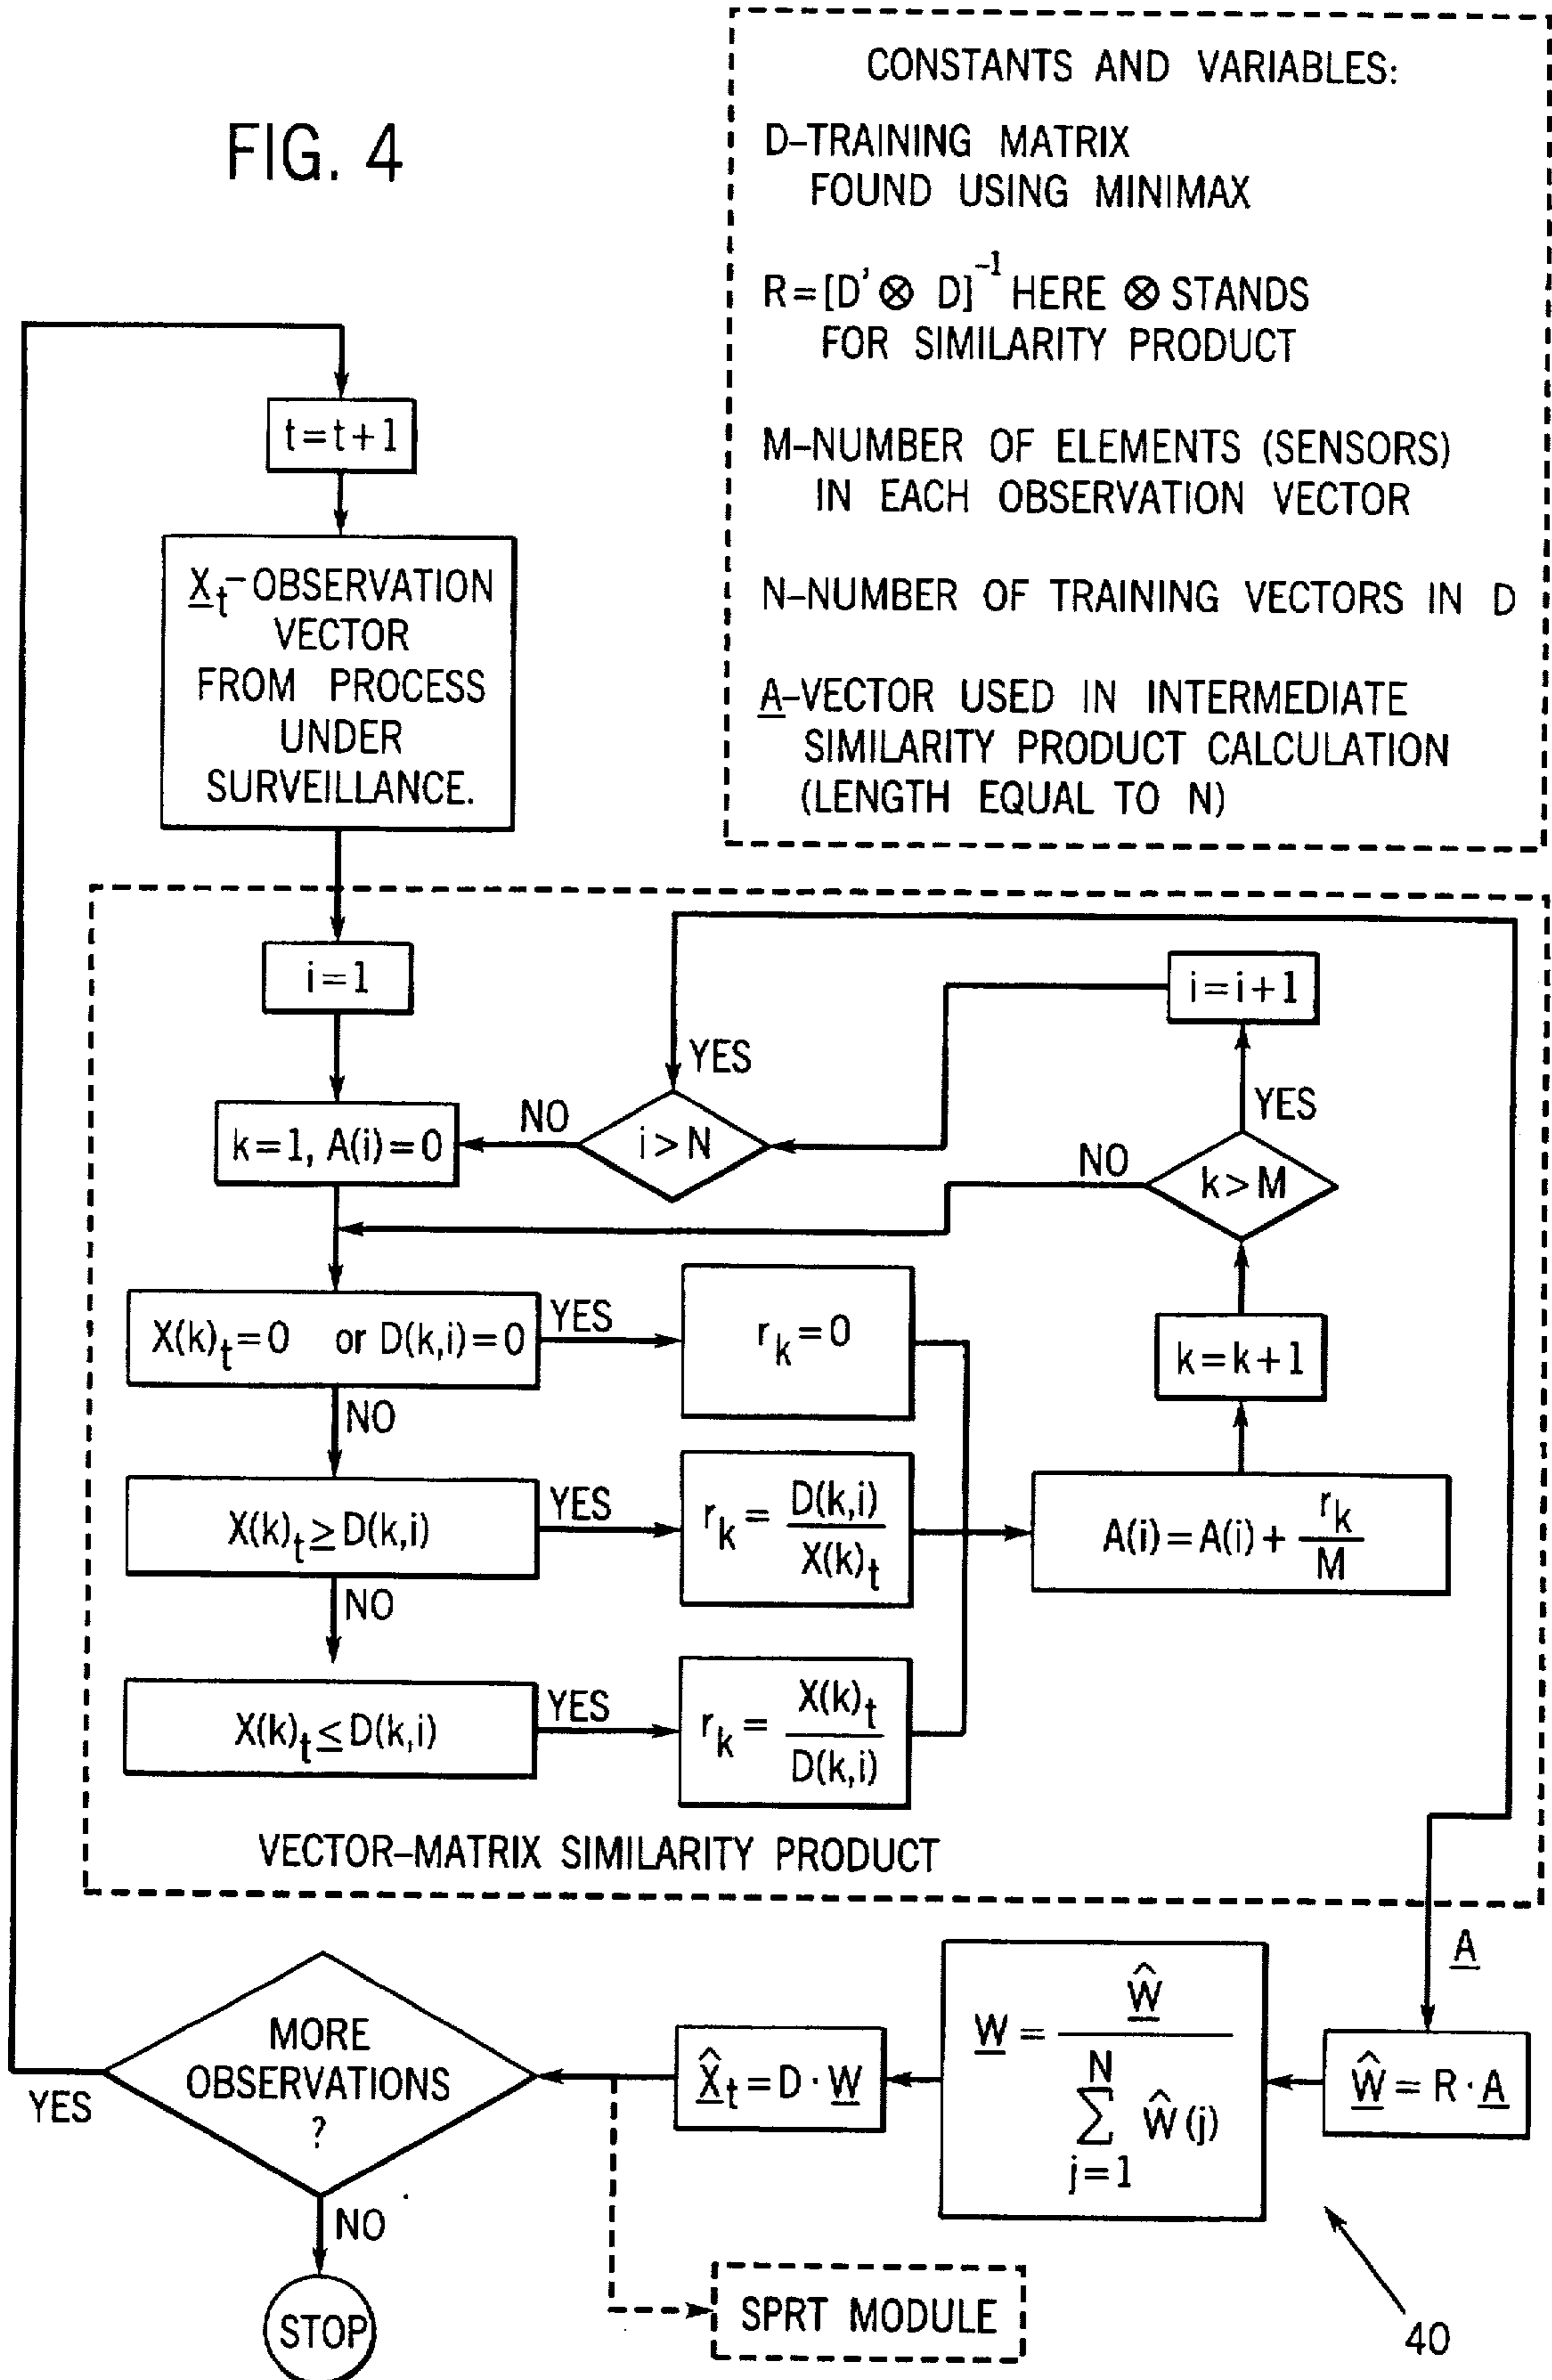 FIG. 4
CONSTANTS AND VARIABLES:
D–TRAINING MATRIX
FOUND USING MINIMAX
R=[D'⊗ D]⁻¹ HERE ⊗ STANDS
FOR SIMILARITY PRODUCT
M–NUMBER OF ELEMENTS (SENSORS)
IN EACH OBSERVATION VECTOR
N–NUMBER OF TRAINING VECTORS IN D
A–VECTOR USED IN INTERMEDIATE
SIMILARITY PRODUCT CALCULATION
(LENGTH EQUAL TO N)
t=t+1
X_t–OBSERVATION
VECTOR
FROM PROCESS
UNDER
SURVEILLANCE.
i=1
i=i+1
YES
YES
k=1, A(i)=0
NO
i>N
NO
k>M
X(k)_t=0 or D(k,i)=0
YES
r_k=0
k=k+1
NO
X(k)_t≥D(k,i)
YES
r_k = D(k,i) / X(k)_t
A(i)=A(i)+ r_k / M
NO
X(k)_t≤D(k,i)
YES
r_k = X(k)_t / D(k,i)
VECTOR–MATRIX SIMILARITY PRODUCT
A
MORE
OBSERVATIONS
?
YES
NO
STOP
X̂_t=D·W
W = Ŵ / N ∑ j=1 Ŵ(j)
Ŵ=R·A
SPRT MODULE
40